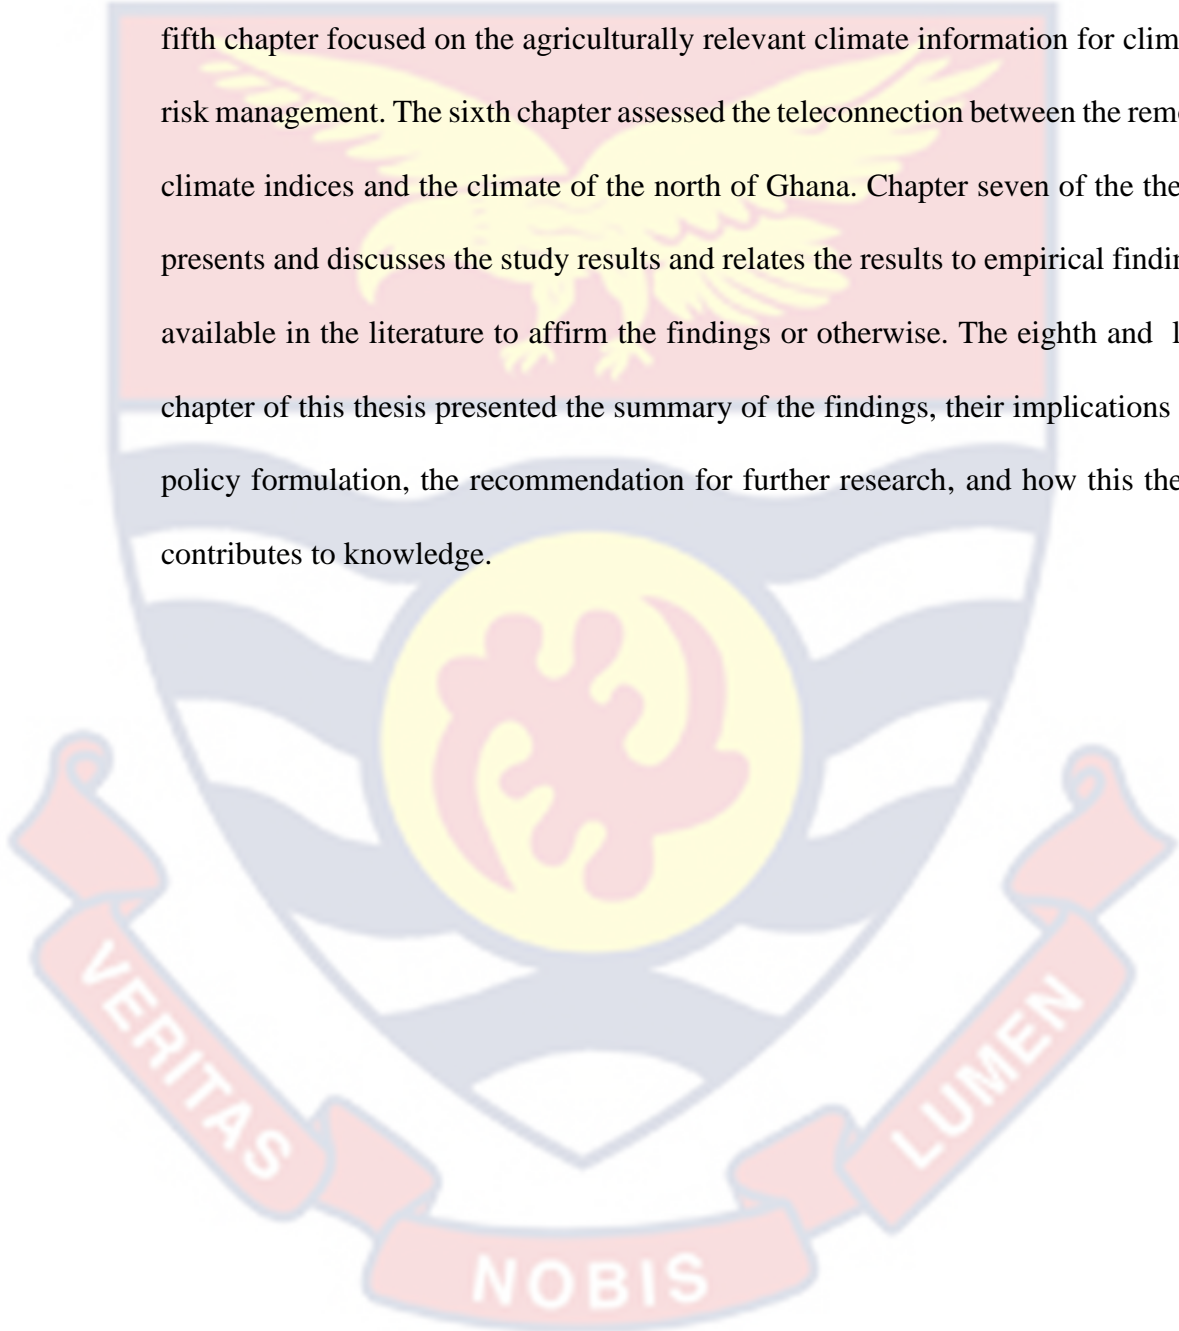 fifth chapter focused on the agriculturally relevant climate information for clim
risk management. The sixth chapter assessed the teleconnection between the rem
climate indices and the climate of the north of Ghana. Chapter seven of the the
presents and discusses the study results and relates the results to empirical findin
available in the literature to affirm the findings or otherwise. The eighth and l
chapter of this thesis presented the summary of the findings, their implications
policy formulation, the recommendation for further research, and how this the
contributes to knowledge.
VERITAS
NOBIS
LUMEN